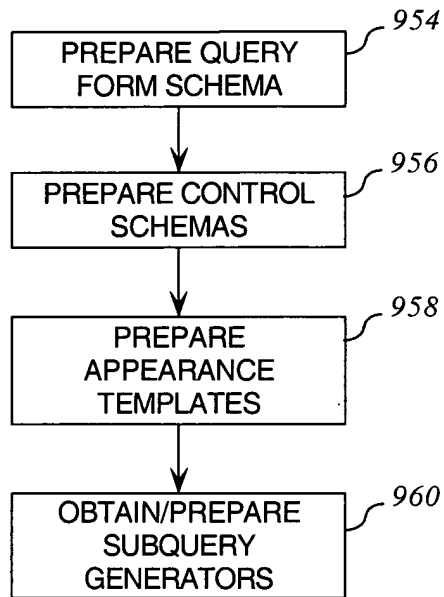 954
PREPARE QUERY
FORM SCHEMA
956
PREPARE CONTROL
SCHEMAS
958
PREPARE
APPEARANCE
TEMPLATES
960
OBTAIN/PREPARE
SUBQUERY
GENERATORS